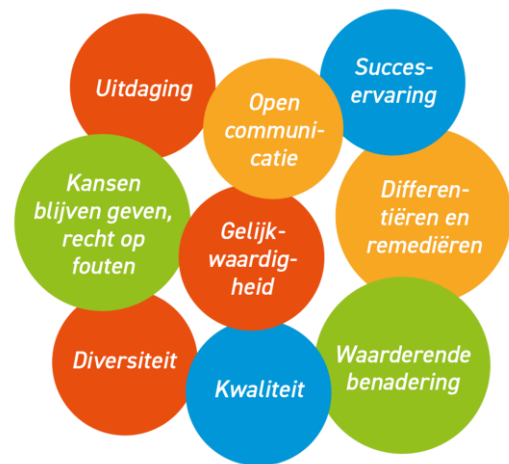 Uitdaging
Open
communi-
catie
Succes-
ervaring
Kansen
blijven geven,
recht op
fouten
Gelijk-
waardig-
heid
Differen-
tiëren en
remediëren
Diversiteit
Kwaliteit
Waarderende
benadering